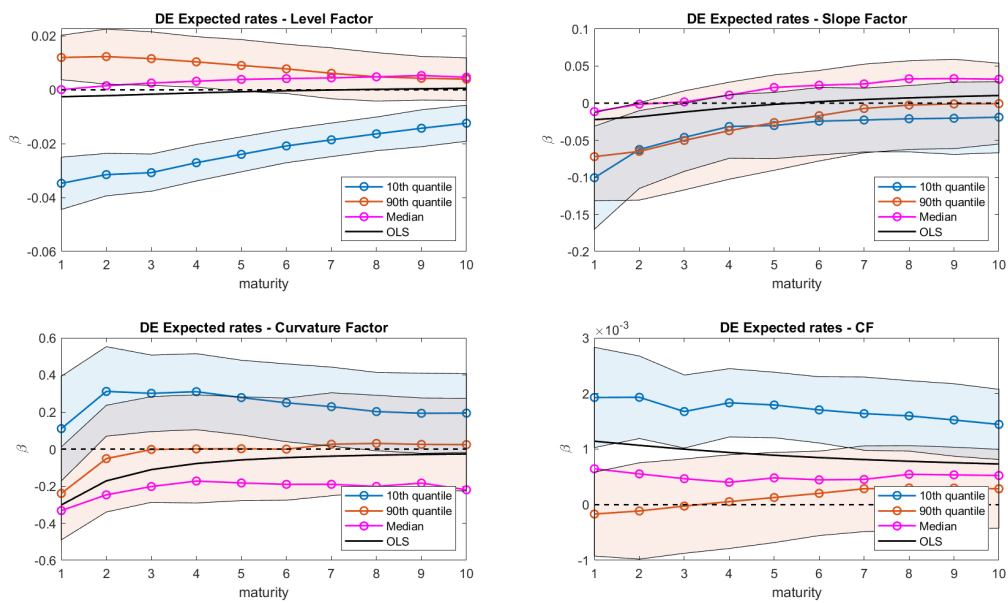 DE Expected rates - Level Factor
0.02
0
-0.02
-0.04
-0.06
β
1 2 3 4 5 6 7 8 9 10
maturity
10th quantile
90th quantile
Median
OLS
DE Expected rates - Slope Factor
0.1
0.05
0
-0.05
-0.1
-0.15
-0.2
β
1 2 3 4 5 6 7 8 9 10
maturity
10th quantile
90th quantile
Median
OLS
DE Expected rates - Curvature Factor
0.6
0.4
0.2
0
-0.2
-0.4
-0.6
β
1 2 3 4 5 6 7 8 9 10
maturity
10th quantile
90th quantile
Median
OLS
DE Expected rates - CF
×10⁻³
3
2
1
0
-1
β
1 2 3 4 5 6 7 8 9 10
maturity
10th quantile
90th quantile
Median
OLS